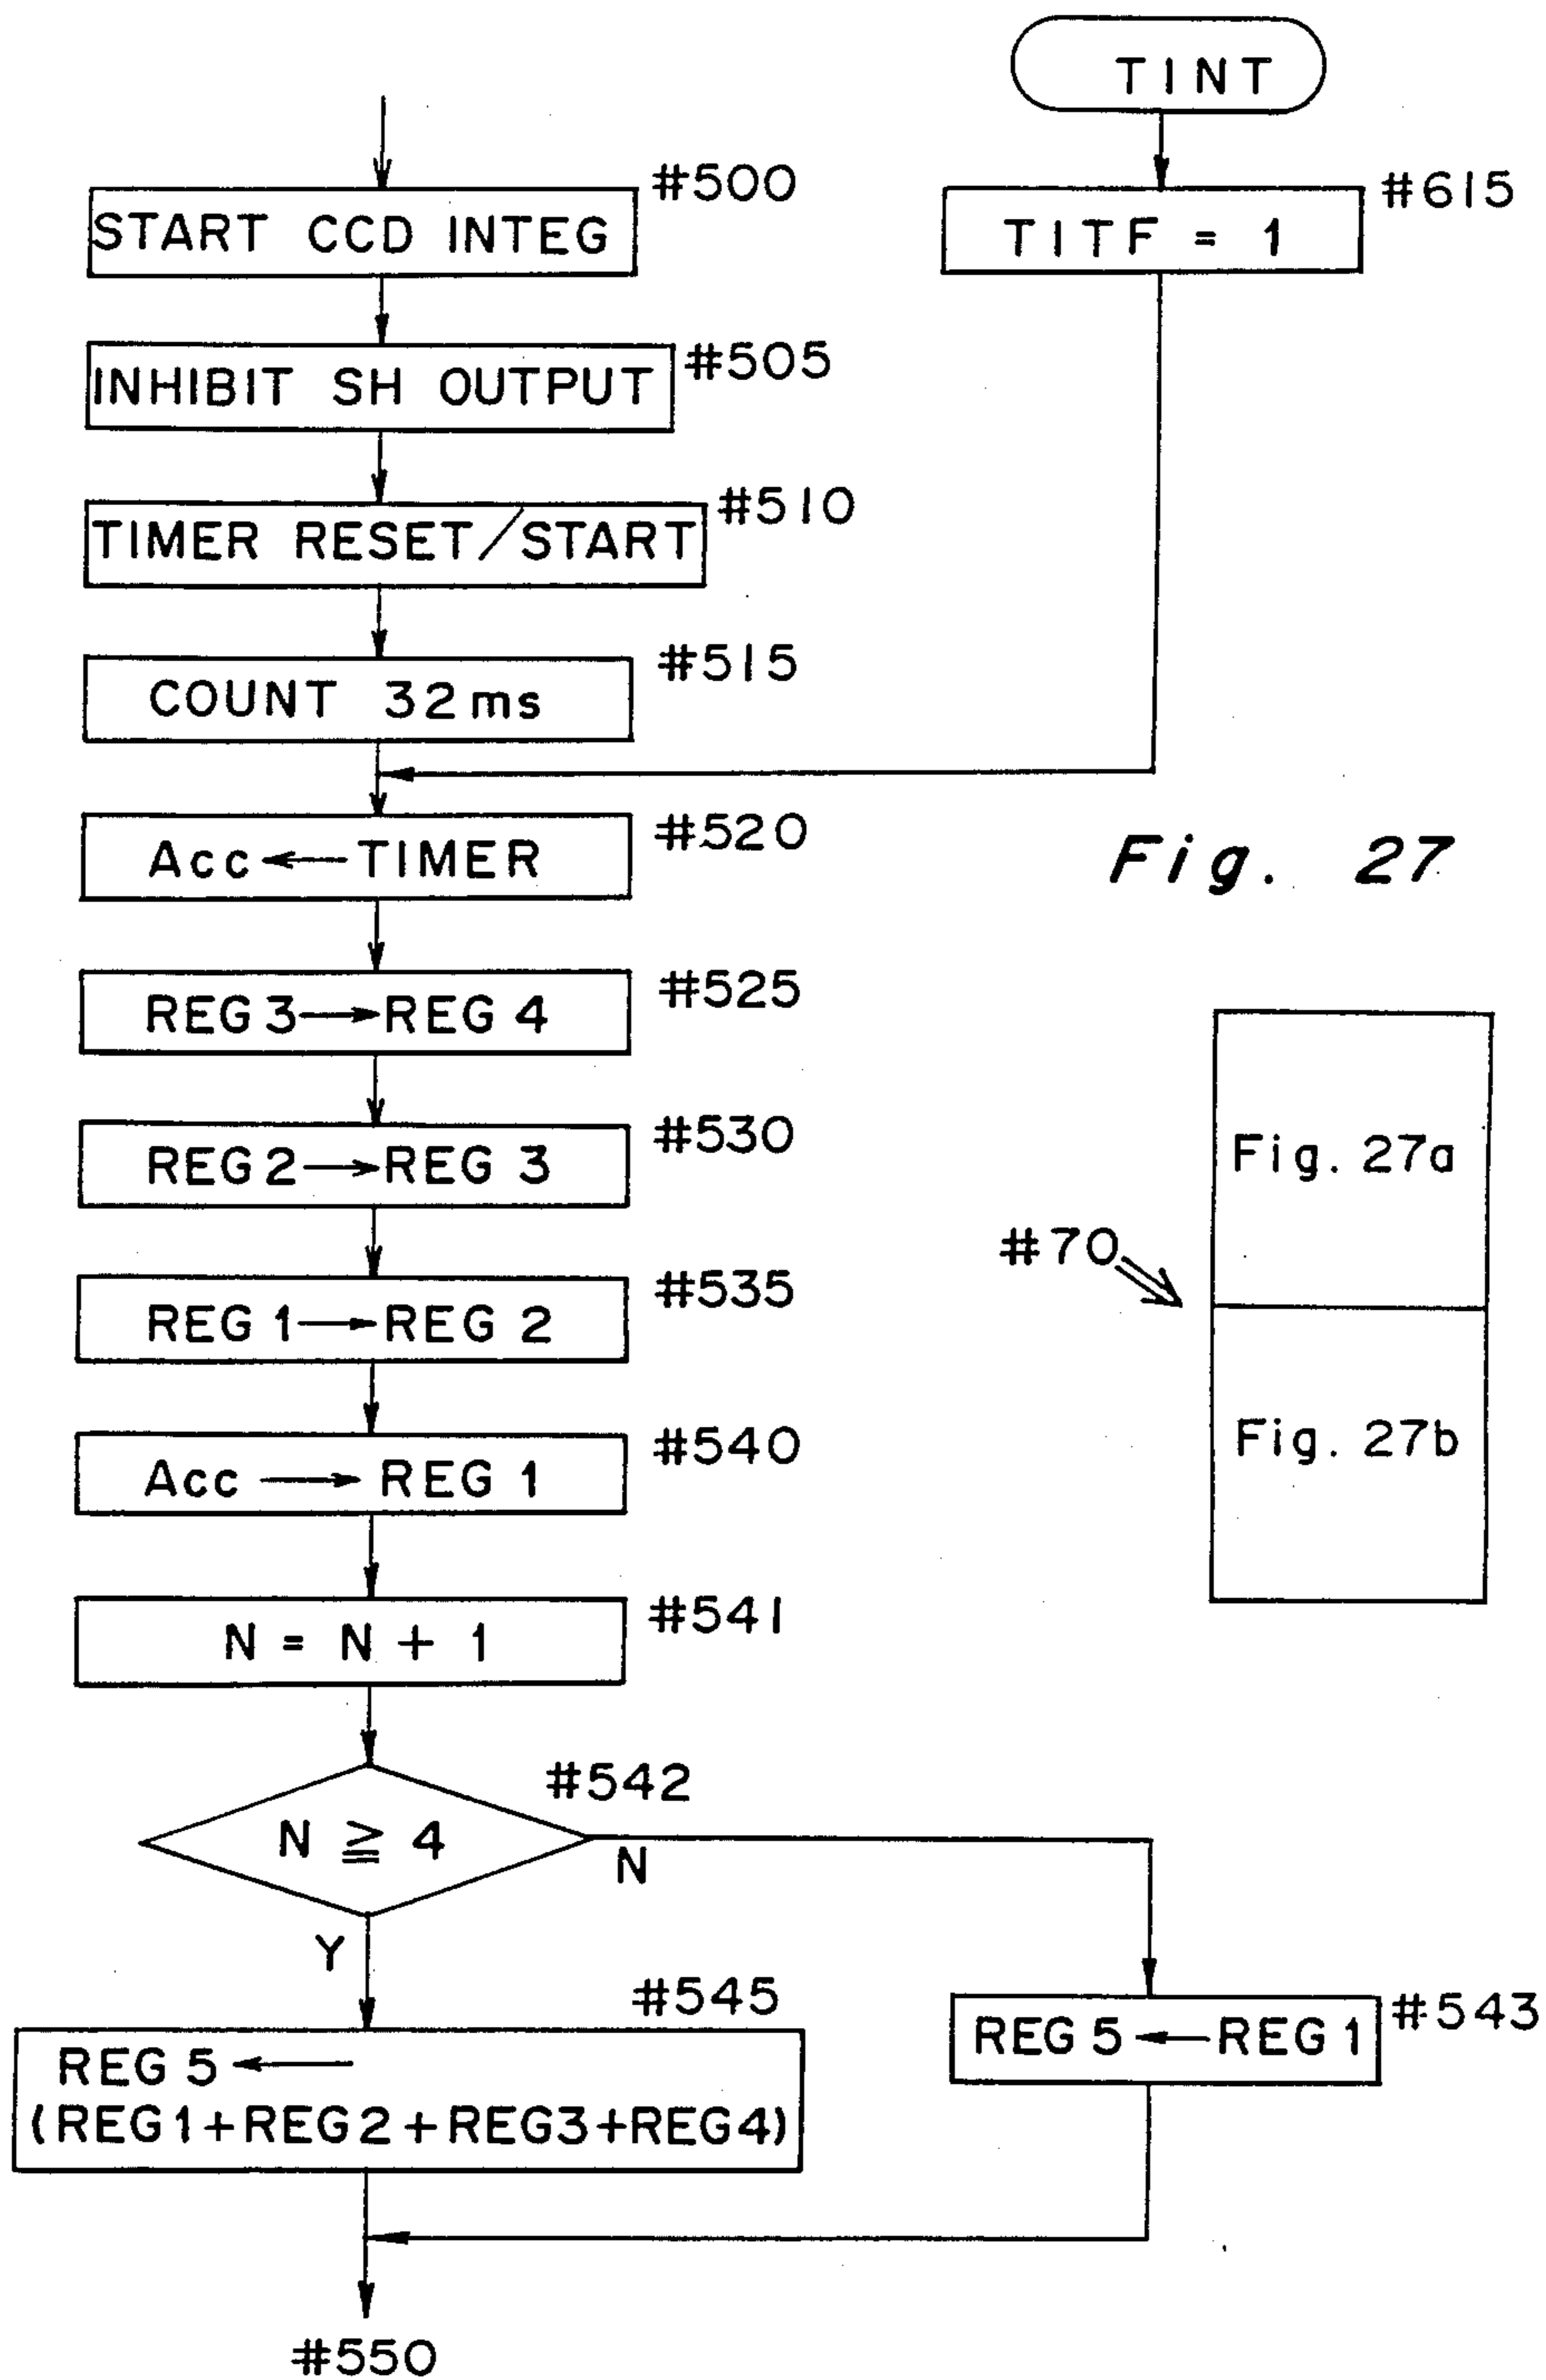 TINT
#500
START CCD INTEG
#615
TITF = 1
#505
INHIBIT SH OUTPUT
#510
TIMER RESET/START
#515
COUNT 32ms
#520
Acc←TIMER
Fig. 27
#525
REG 3→REG 4
#530
REG 2→REG 3
Fig. 27a
#70
#535
REG 1→REG 2
#540
Acc → REG 1
Fig. 27b
#541
N = N + 1
#542
N ≧ 4
N
Y
#545
REG 5←
(REG1+REG2+REG3+REG4)
#543
REG 5←REG 1
#550